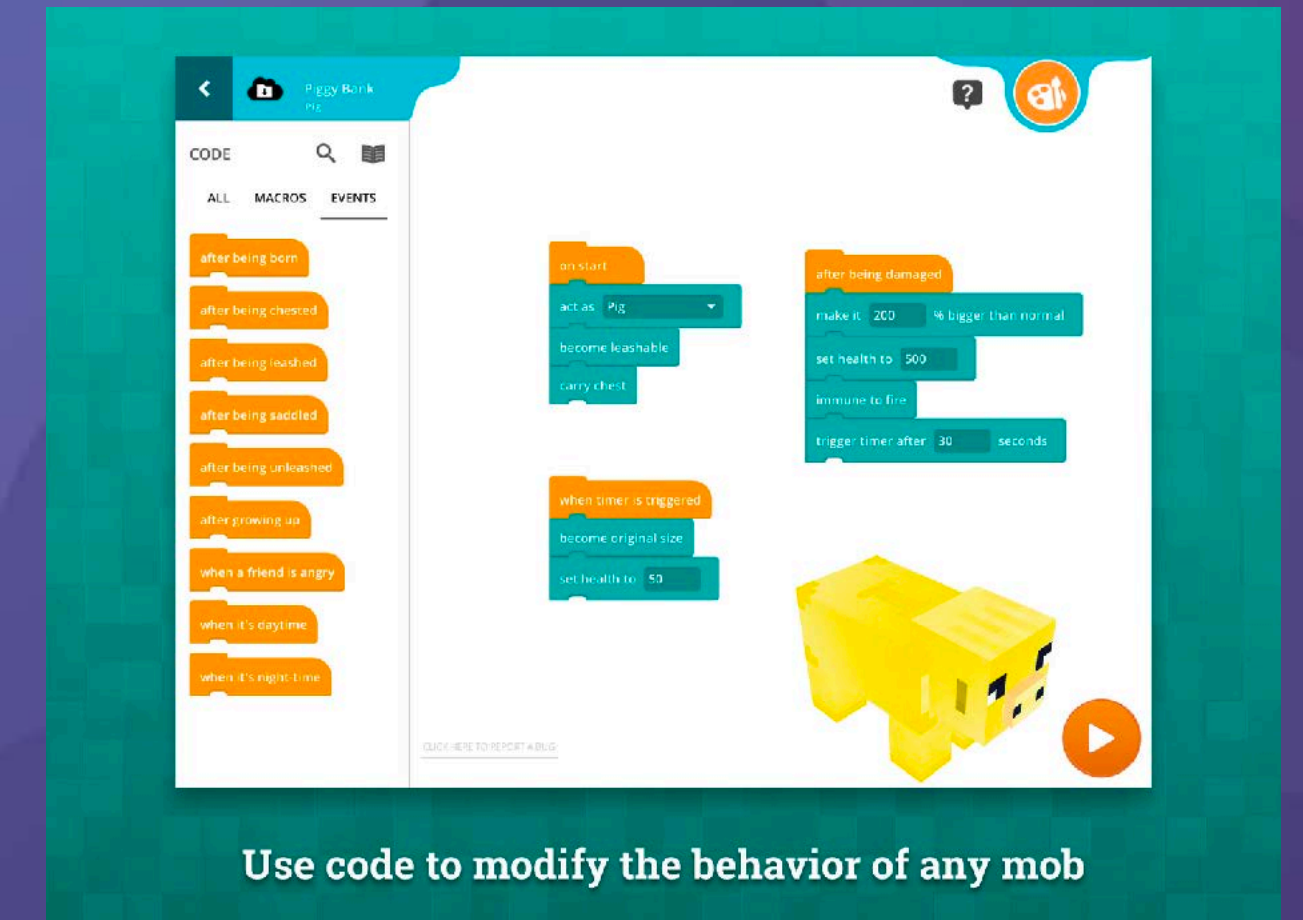 Piggy Bank
Pig
?
CODE
ALL MACROS EVENTS
after being born
after being chested
after being leashed
after being saddled
after being unleashed
after growing up
when a friend is angry
when it's daytime
when it's night-time
on start
act as Pig
become leashable
carry chest
after being damaged
make it 200 % bigger than normal
set health to 500
immune to fire
trigger timer after 30 seconds
when timer is triggered
become original size
set health to 50
CLICK HERE TO REPORT A BUG
Use code to modify the behavior of any mob